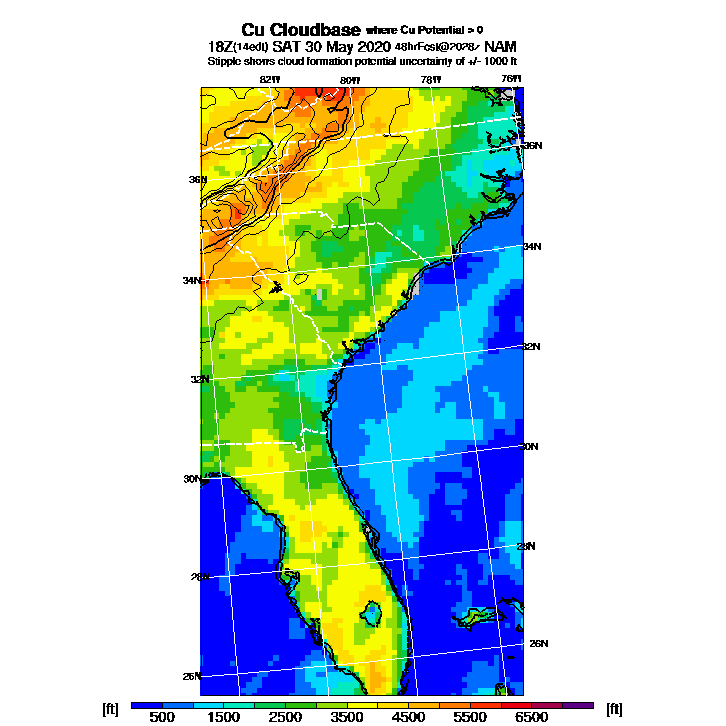 Cu Cloudbase where Cu Potential > 0
18Z(14edt) SAT 30 May 2020 48hrFcst@2028z NAM
Stipple shows cloud formation potential uncertainty of +/- 1000 ft
82W 80W 78W 76W
36N
36N
34N
34N
32N
32N
30N
30N
28N
28N
26N
26N
[ft] 500 1500 2500 3500 4500 5500 6500 [ft]